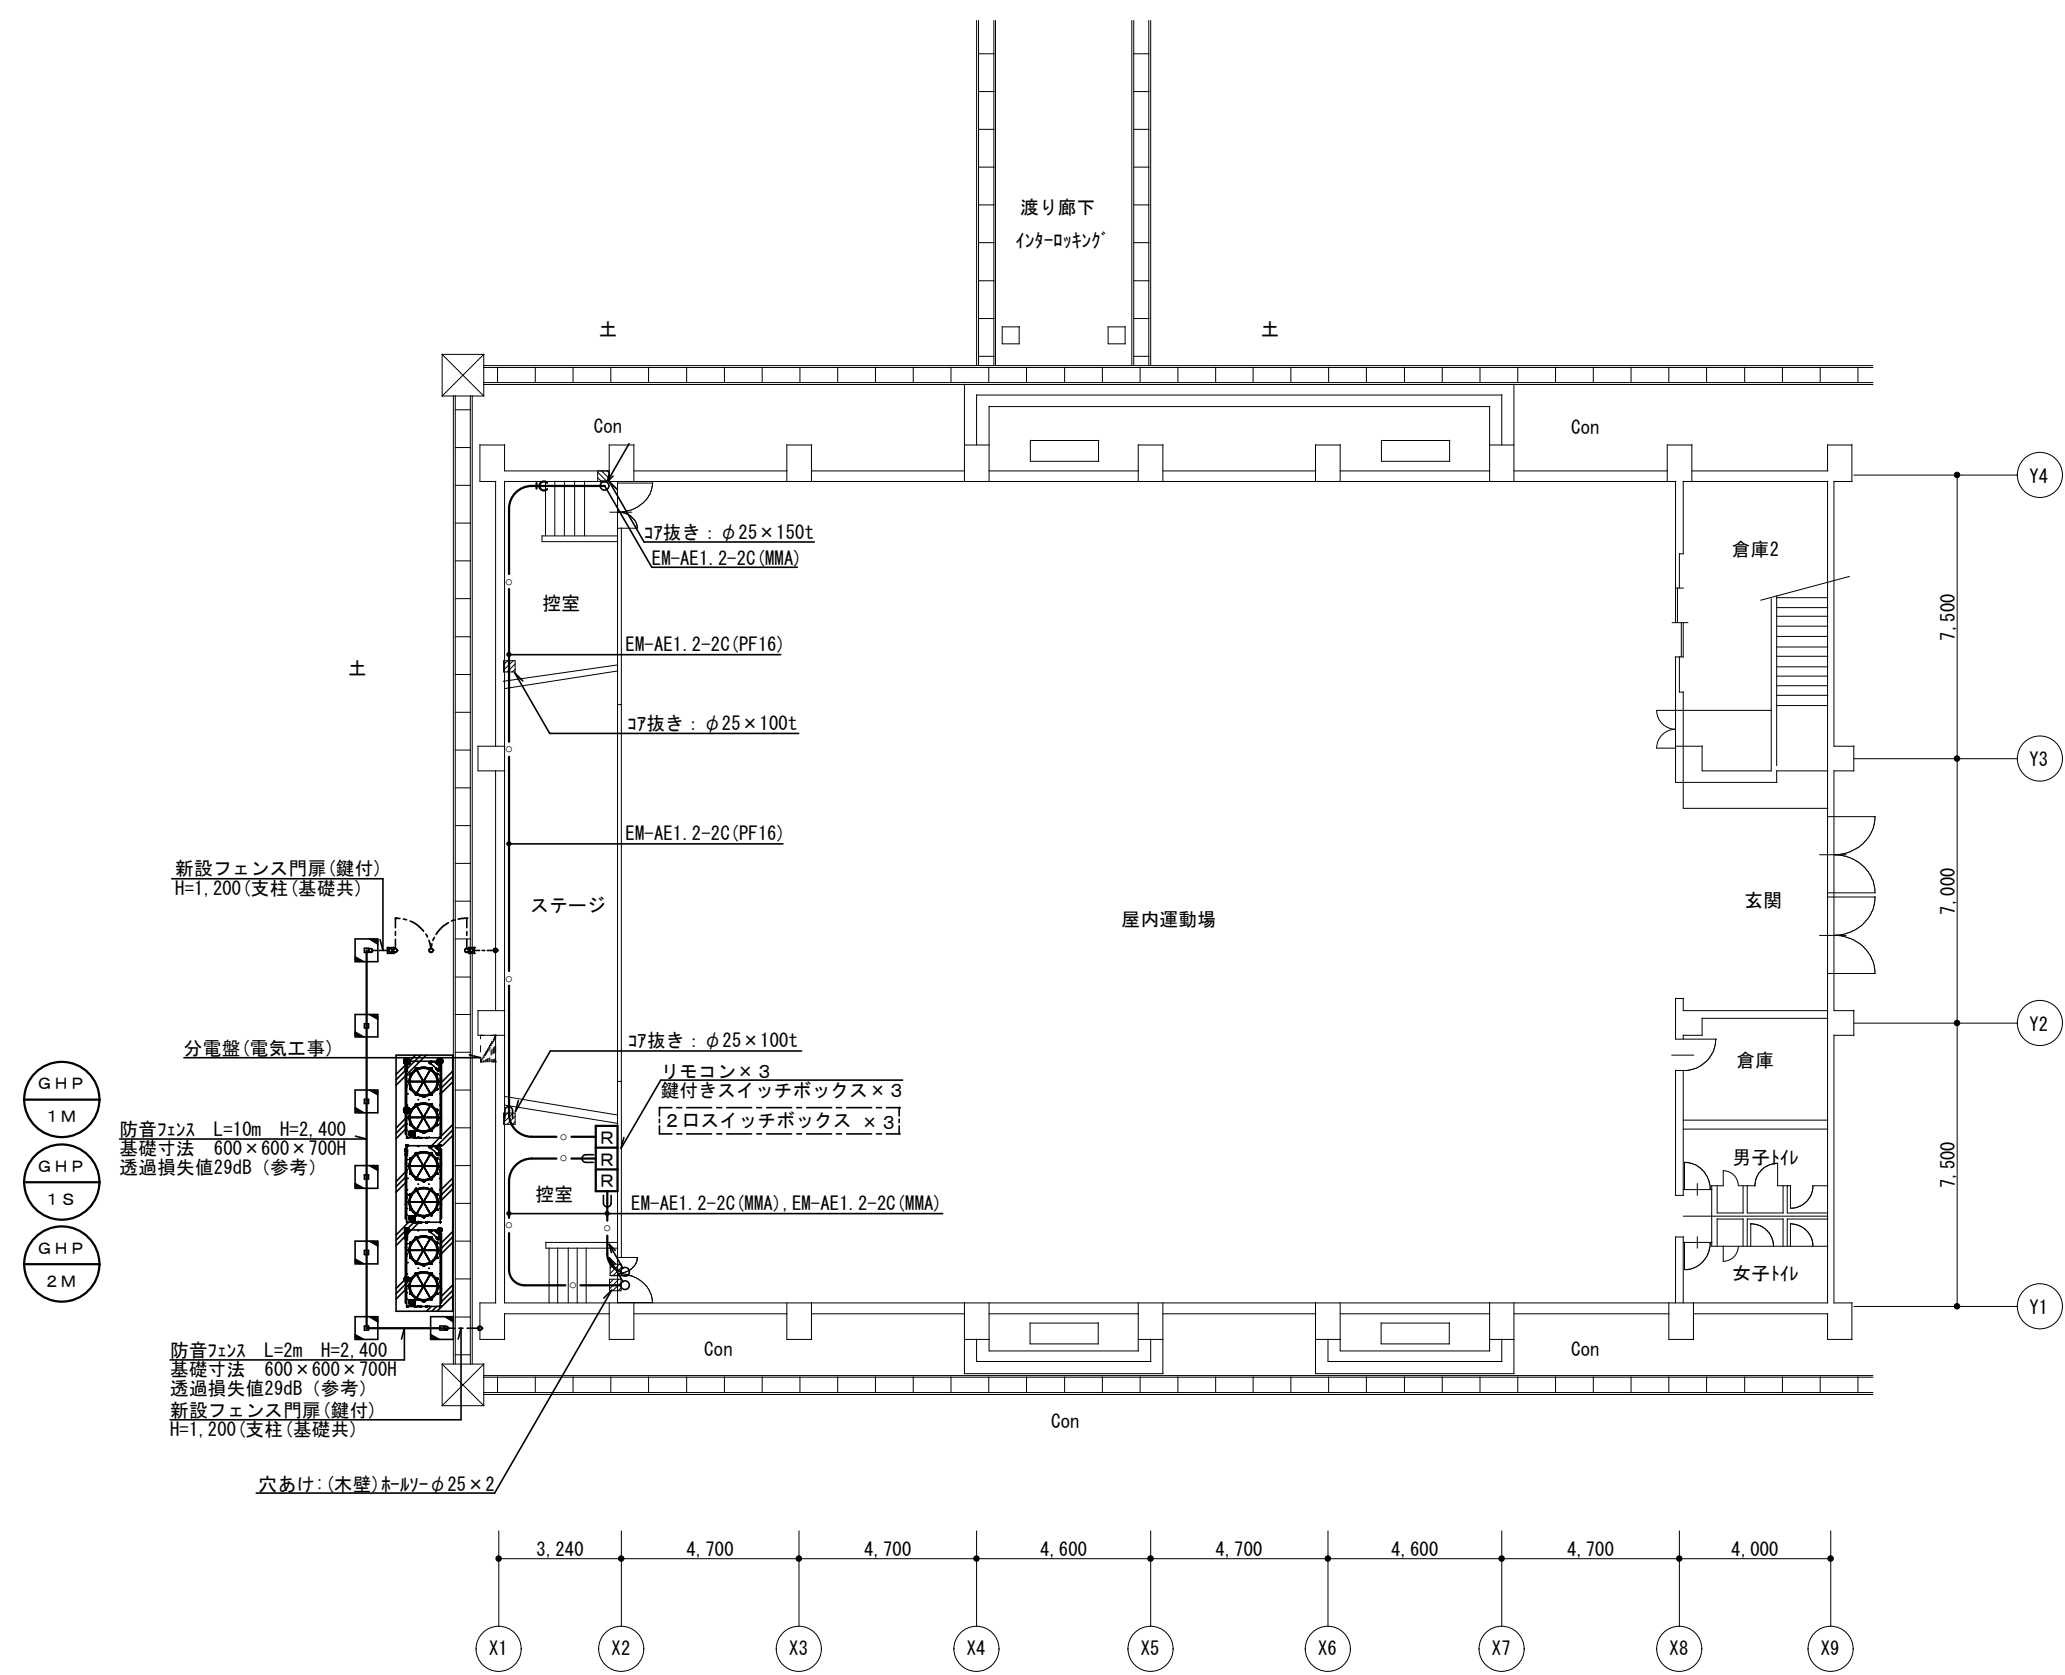 渡り廊下
ｲﾝﾀｰﾛｯｷﾝｸﾞ
土
土
Con
Con
Y4
コア抜き：φ25×150t
EM-AE1.2-2C(MMA)
倉庫2
控室
7,500
EM-AE1.2-2C(PF16)
土
コア抜き：φ25×100t
Y3
EM-AE1.2-2C(PF16)
新設フェンス門扉(鍵付)
H=1,200(支柱(基礎共)
ステージ
屋内運動場
玄関
7,000
Y2
分電盤(電気工事)
コア抜き：φ25×100t
リモコン×３
鍵付きスイッチボックス×３
２ロスイッチボックス ×３
倉庫
GHP
1M
防音ﾌｪﾝｽ L=10m H=2,400
基礎寸法 600×600×700H
透過損失値29dB（参考）
GHP
1S
GHP
2M
R
R
R
控室
EM-AE1.2-2C(MMA),EM-AE1.2-2C(MMA)
男子ﾄｲﾚ
7,500
女子ﾄｲﾚ
Y1
防音ﾌｪﾝｽ L=2m H=2,400
基礎寸法 600×600×700H
透過損失値29dB（参考）
新設フェンス門扉(鍵付)
H=1,200(支柱(基礎共)
Con
Con
Con
穴あけ：(木壁)ﾎｰﾙｿｰφ25×2
3,240
4,700
4,700
4,600
4,700
4,600
4,700
4,000
X1
X2
X3
X4
X5
X6
X7
X8
X9